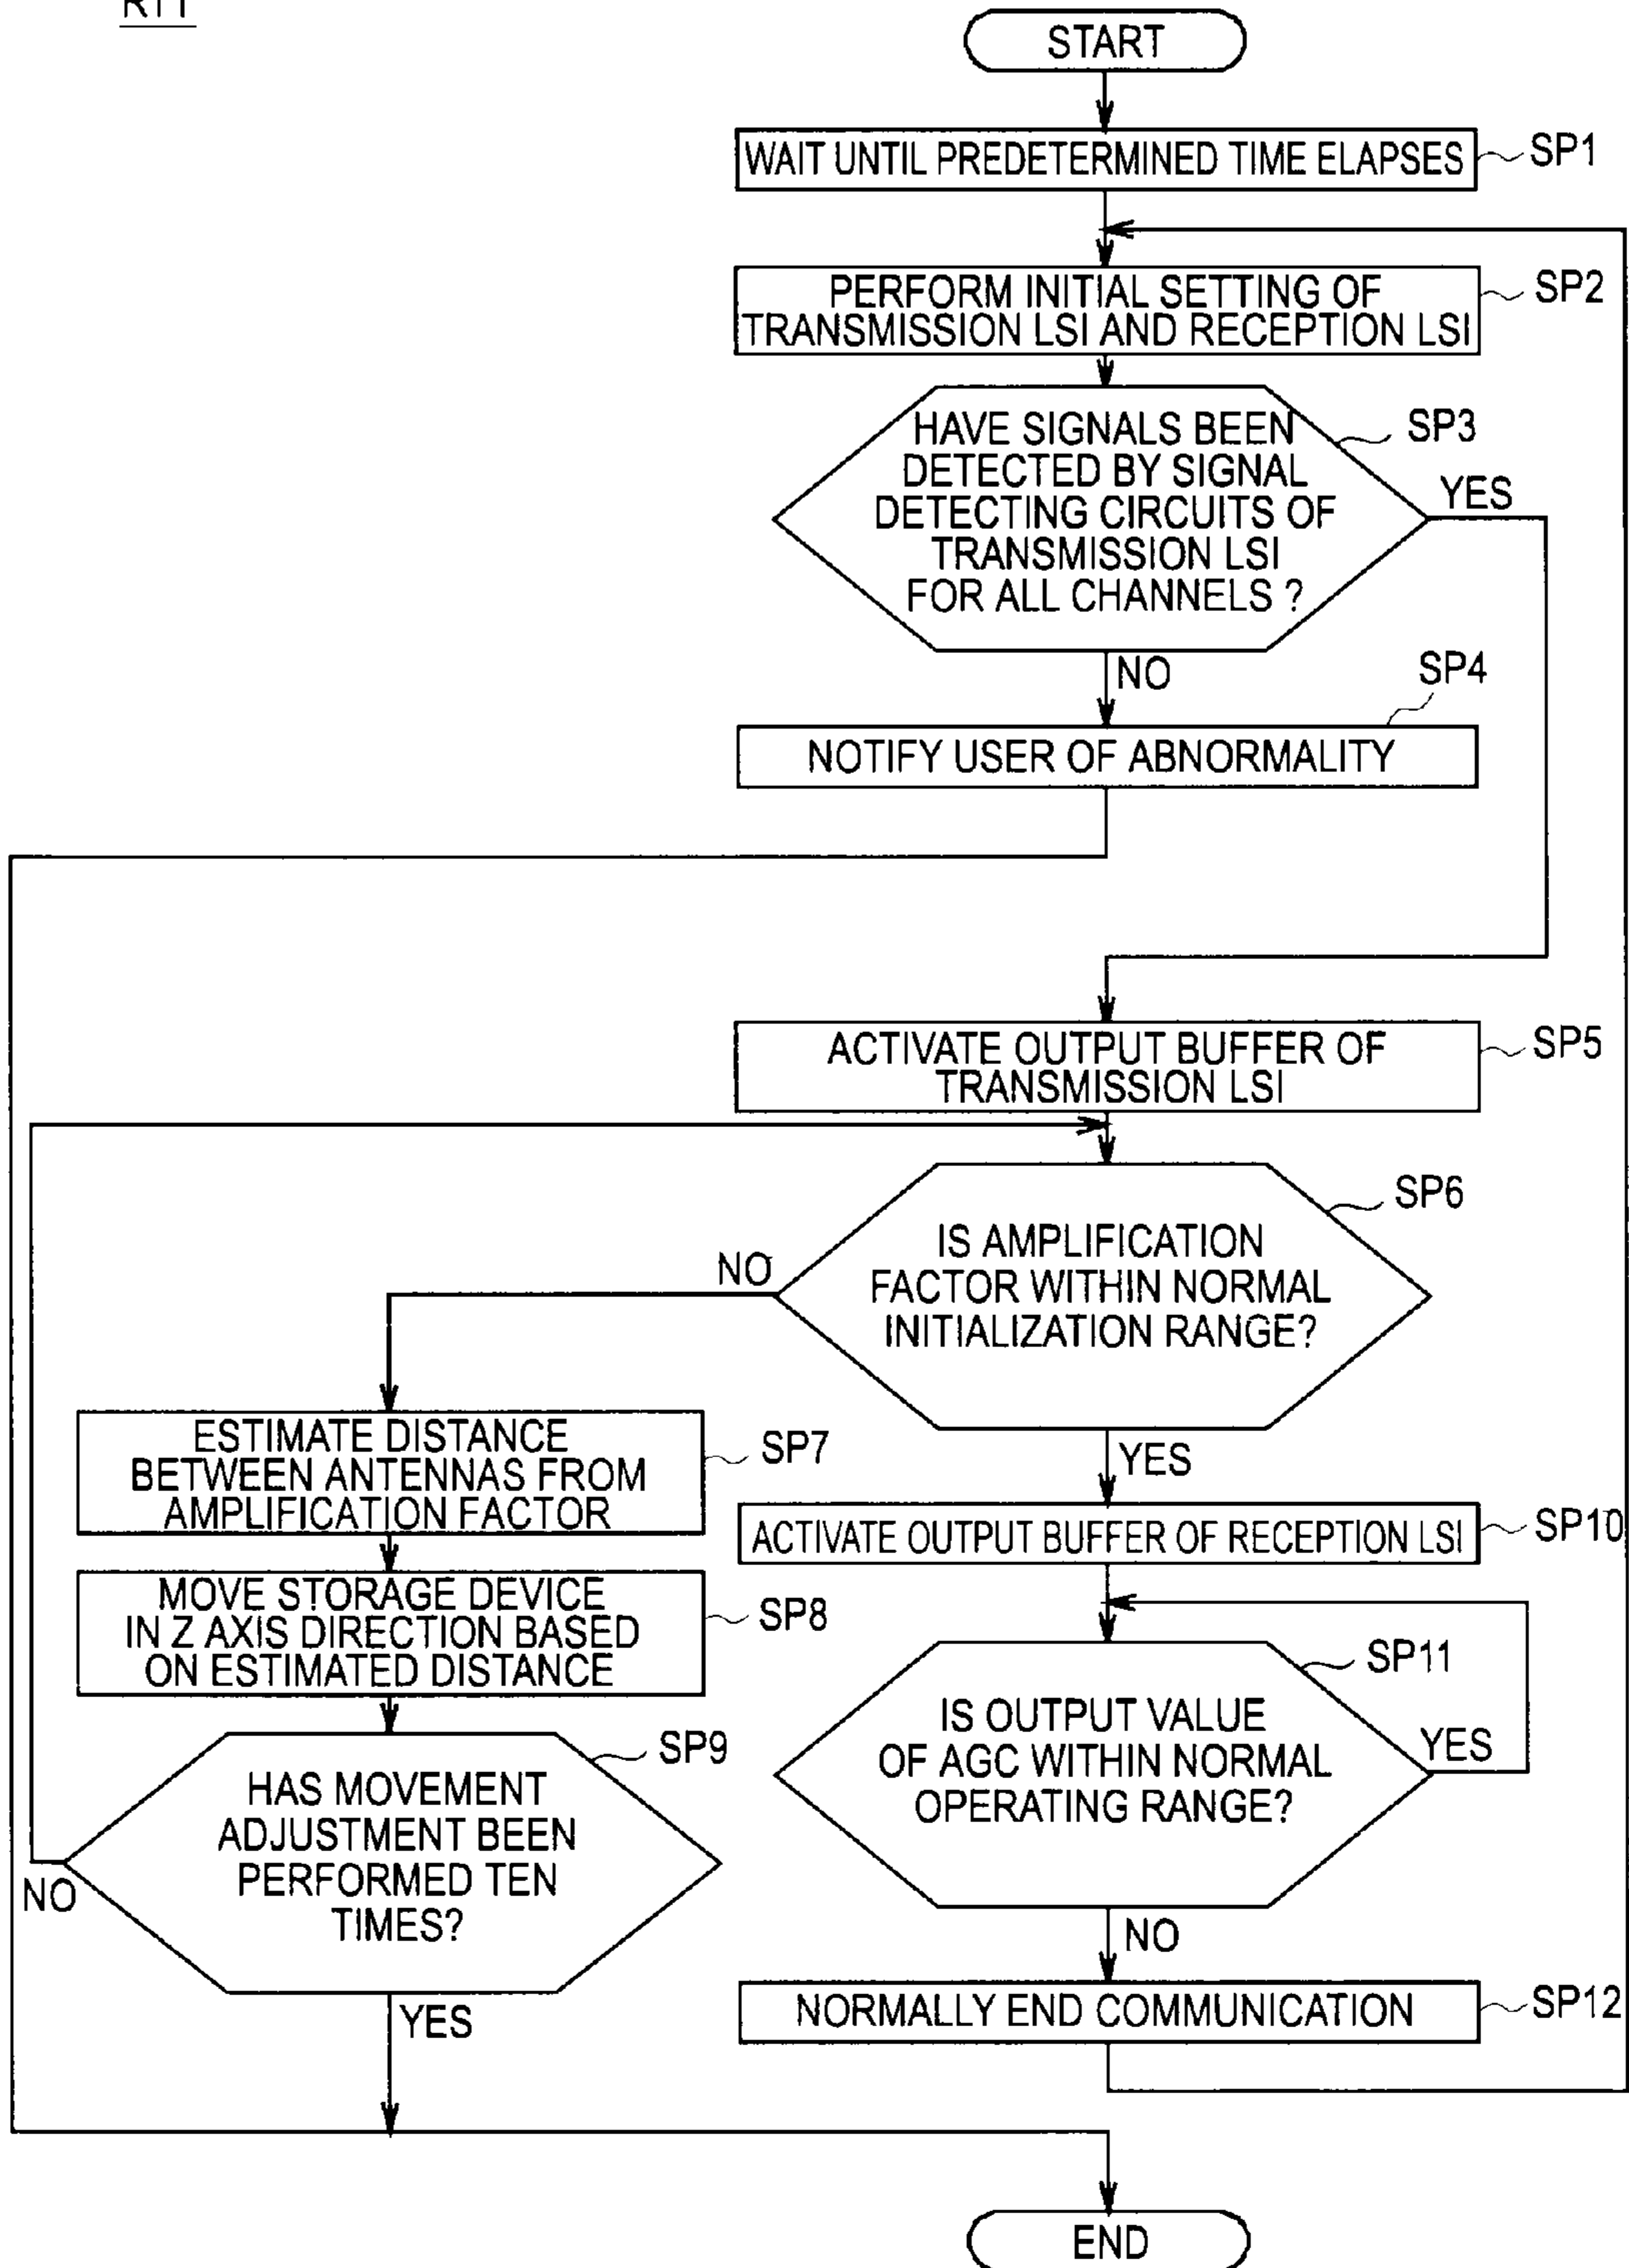 START
WAIT UNTIL PREDETERMINED TIME ELAPSES
SP1
PERFORM INITIAL SETTING OF
TRANSMISSION LSI AND RECEPTION LSI
SP2
HAVE SIGNALS BEEN
DETECTED BY SIGNAL
DETECTING CIRCUITS OF
TRANSMISSION LSI
FOR ALL CHANNELS ?
SP3
YES
NO
SP4
NOTIFY USER OF ABNORMALITY
ACTIVATE OUTPUT BUFFER OF
TRANSMISSION LSI
SP5
SP6
IS AMPLIFICATION
FACTOR WITHIN NORMAL
INITIALIZATION RANGE?
NO
YES
ESTIMATE DISTANCE
BETWEEN ANTENNAS FROM
AMPLIFICATION FACTOR
SP7
MOVE STORAGE DEVICE
IN Z AXIS DIRECTION BASED
ON ESTIMATED DISTANCE
SP8
SP9
HAS MOVEMENT
ADJUSTMENT BEEN
PERFORMED TEN
TIMES?
NO
YES
ACTIVATE OUTPUT BUFFER OF RECEPTION LSI
SP10
SP11
IS OUTPUT VALUE
OF AGC WITHIN NORMAL
OPERATING RANGE?
YES
NO
NORMALLY END COMMUNICATION
SP12
END